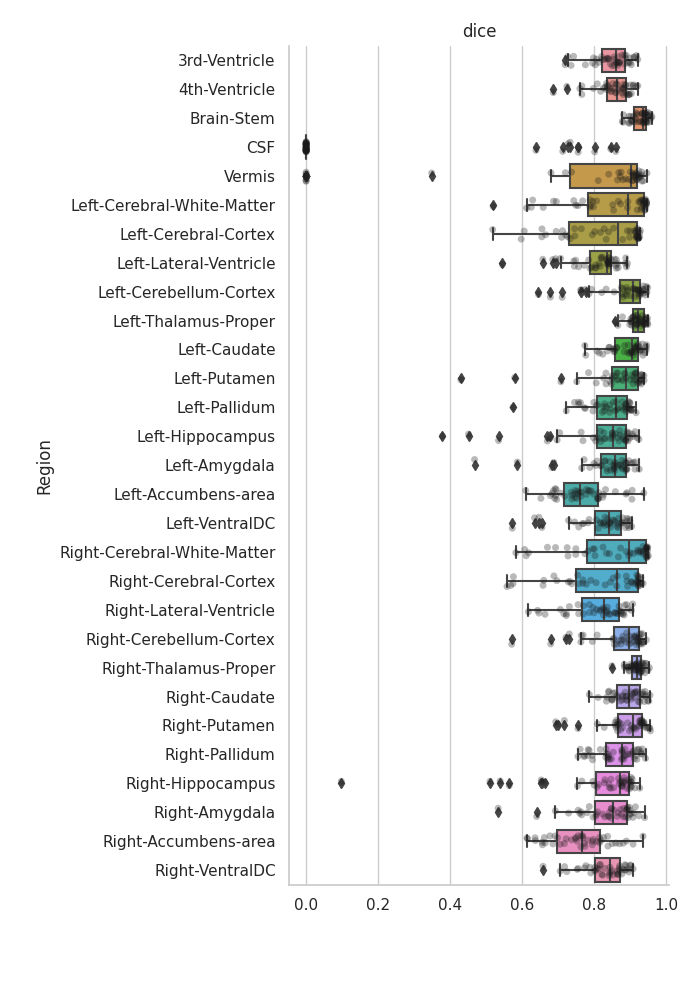 dice
3rd-Ventricle
4th-Ventricle
Brain-Stem
CSF
Vermis
Left-Cerebral-White-Matter
Left-Cerebral-Cortex
Left-Lateral-Ventricle
Left-Cerebellum-Cortex
Left-Thalamus-Proper
Left-Caudate
Left-Putamen
Left-Pallidum
Left-Hippocampus
Left-Amygdala
Left-Accumbens-area
Left-VentralDC
Right-Cerebral-White-Matter
Right-Cerebral-Cortex
Right-Lateral-Ventricle
Right-Cerebellum-Cortex
Right-Thalamus-Proper
Right-Caudate
Right-Putamen
Right-Pallidum
Right-Hippocampus
Right-Amygdala
Right-Accumbens-area
Right-VentralDC
Region
0.0 0.2 0.4 0.6 0.8 1.0